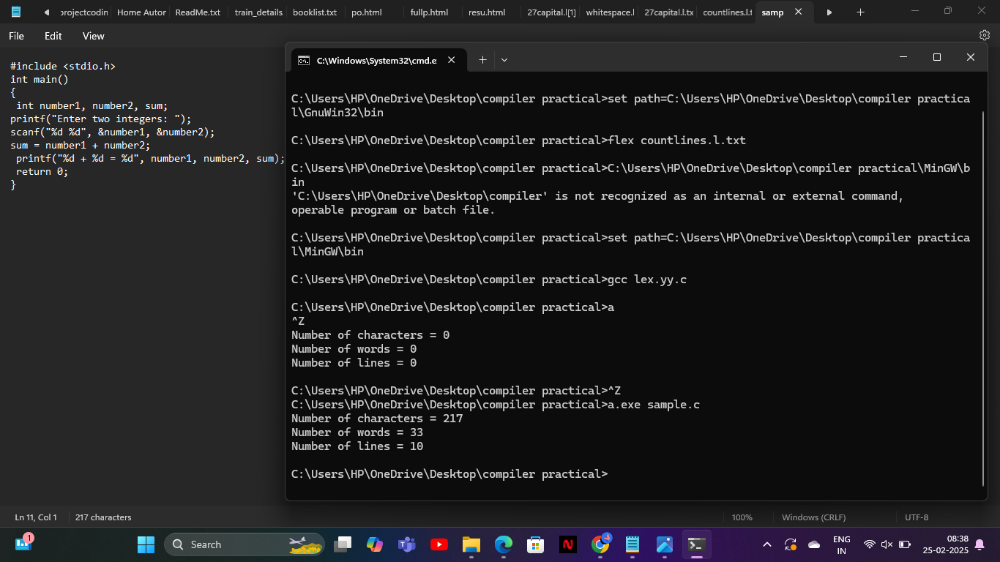 projectcodin Home Autor ReadMe.txt train_details booklist.txt po.html fullp.html resu.html 27capital.l[1] whitespace.l 27capital.l.tx countlines.l.t samp
File Edit View
#include <stdio.h>
int main()
{
int number1, number2, sum;
printf("Enter two integers: ");
scanf("%d %d", &number1, &number2);
sum = number1 + number2;
printf("%d + %d = %d", number1, number2, sum);
return 0;
}
C:\Windows\System32\cmd.e
C:\Users\HP\OneDrive\Desktop\compiler practical>set path=C:\Users\HP\OneDrive\Desktop\compiler practica
l\GnuWin32\bin
C:\Users\HP\OneDrive\Desktop\compiler practical>flex countlines.l.txt
C:\Users\HP\OneDrive\Desktop\compiler practical>C:\Users\HP\OneDrive\Desktop\compiler practical\MinGW\b
in
'C:\Users\HP\OneDrive\Desktop\compiler' is not recognized as an internal or external command,
operable program or batch file.
C:\Users\HP\OneDrive\Desktop\compiler practical>set path=C:\Users\HP\OneDrive\Desktop\compiler practica
l\MinGW\bin
C:\Users\HP\OneDrive\Desktop\compiler practical>gcc lex.yy.c
C:\Users\HP\OneDrive\Desktop\compiler practical>a
^Z
Number of characters = 0
Number of words = 0
Number of lines = 0
C:\Users\HP\OneDrive\Desktop\compiler practical>^Z
C:\Users\HP\OneDrive\Desktop\compiler practical>a.exe sample.c
Number of characters = 217
Number of words = 33
Number of lines = 10
C:\Users\HP\OneDrive\Desktop\compiler practical>
Ln 11, Col 1 217 characters 100% Windows (CRLF) UTF-8
1
Search
ENG
IN
08:38
25-02-2025